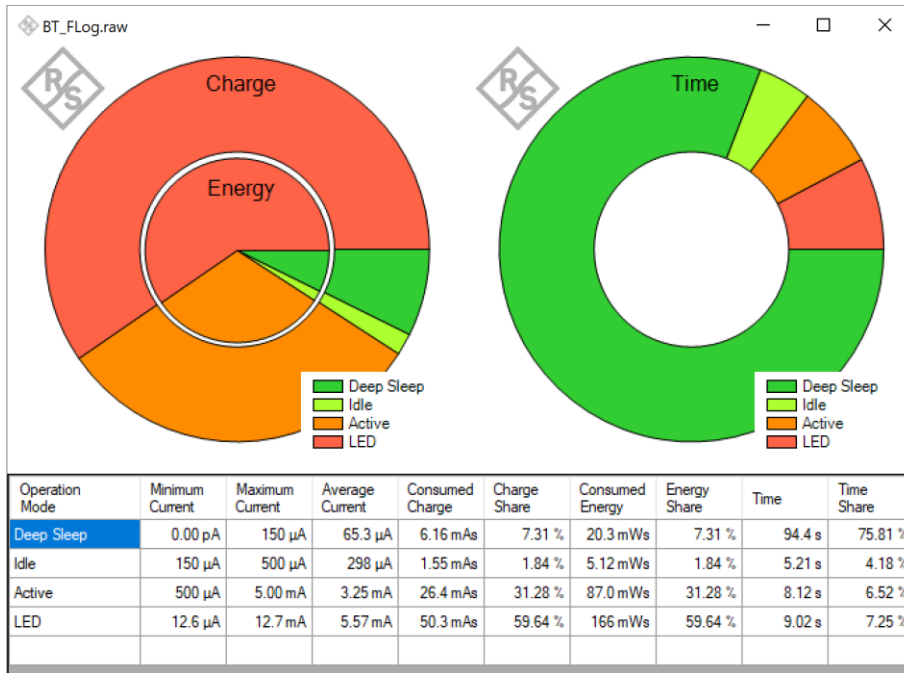 BT_FLog.raw
R/S
Charge
Energy
Deep Sleep
Idle
Active
LED
R/S
Time
Deep Sleep
Idle
Active
LED
Operation Mode Minimum Current Maximum Current Average Current Consumed Charge Charge Share Consumed Energy Energy Share Time Time Share
Deep Sleep 0.00 pA 150 µA 65.3 µA 6.16 mAs 7.31 % 20.3 mWs 7.31 % 94.4 s 75.81 %
Idle 150 µA 500 µA 298 µA 1.55 mAs 1.84 % 5.12 mWs 1.84 % 5.21 s 4.18 %
Active 500 µA 5.00 mA 3.25 mA 26.4 mAs 31.28 % 87.0 mWs 31.28 % 8.12 s 6.52 %
LED 12.6 µA 12.7 mA 5.57 mA 50.3 mAs 59.64 % 166 mWs 59.64 % 9.02 s 7.25 %